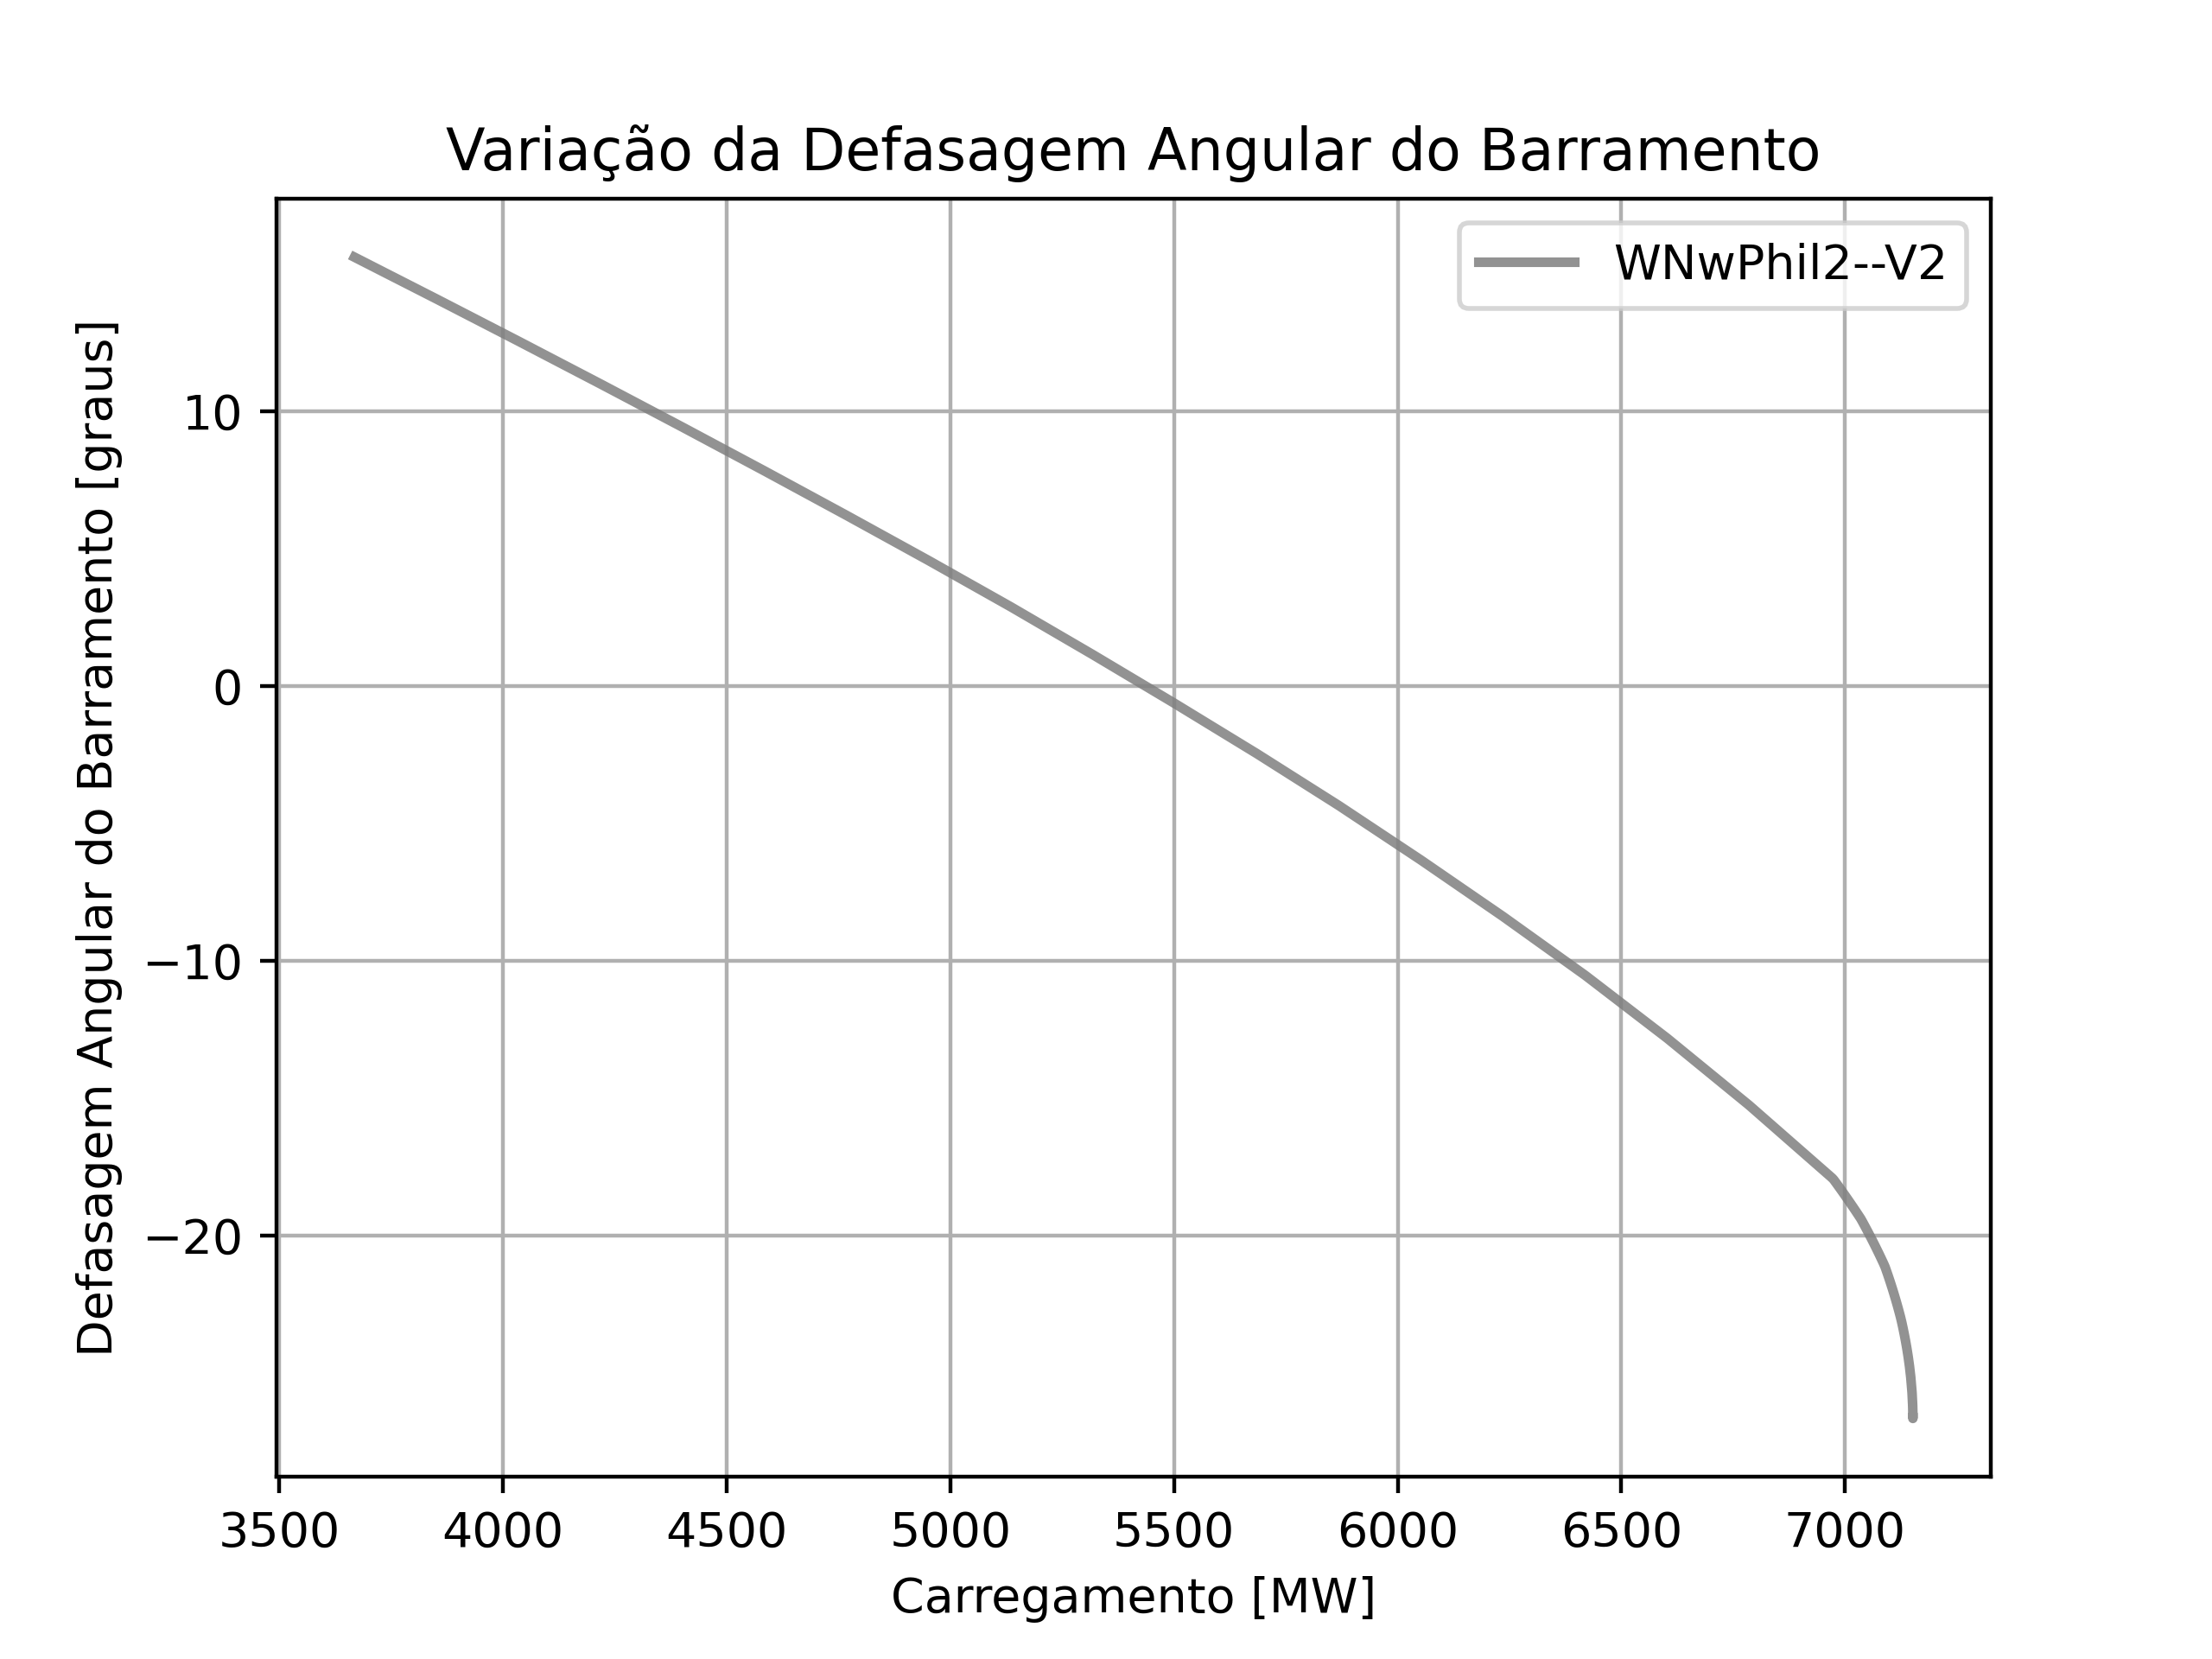 Variação da Defasagem Angular do Barramento
WNwPhil2--V2
Defasagem Angular do Barramento [graus]
10
0
−10
−20
3500 4000 4500 5000 5500 6000 6500 7000
Carregamento [MW]